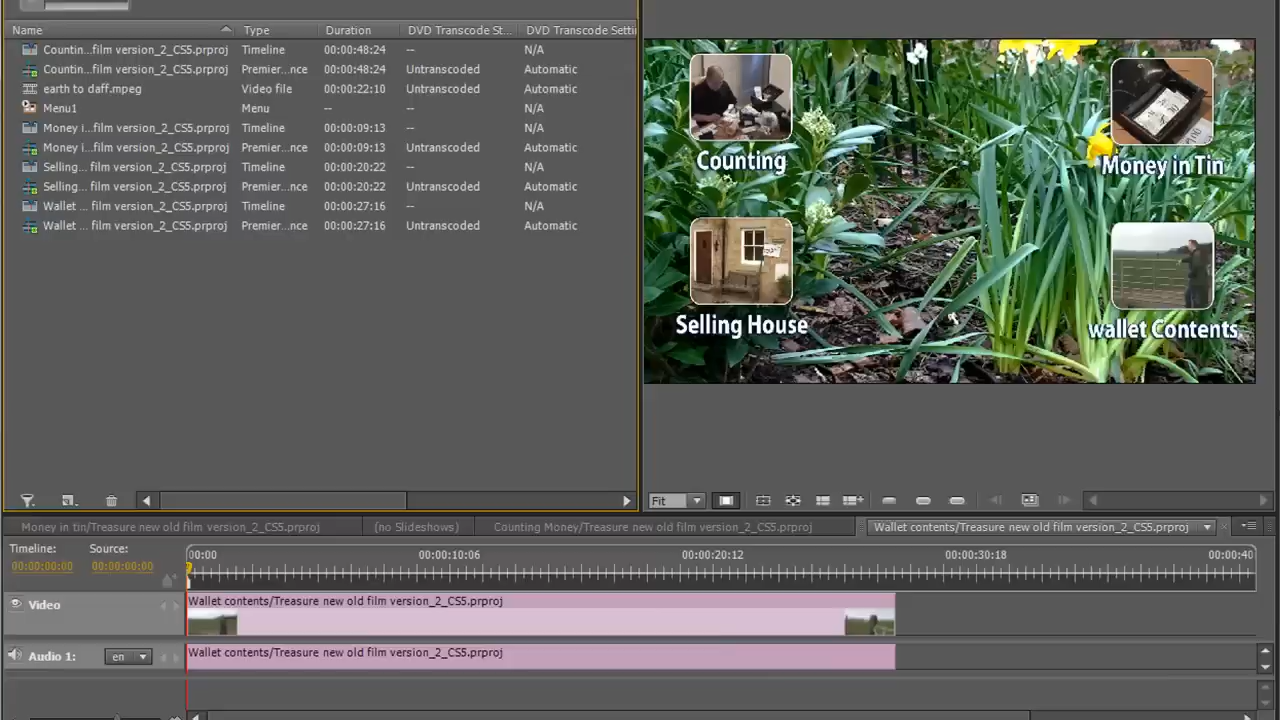 Name Type Duration DVD Transcode St... DVD Transcode Settin
Countin...film version_2_CS5.prproj Timeline 00:00:48:24 -- N/A
Countin...film version_2_CS5.prproj Premier...nce 00:00:48:24 Untranscoded Automatic
earth to daff.mpeg Video file 00:00:22:10 Untranscoded Automatic
Menu1 Menu -- -- N/A
Money i...film version_2_CS5.prproj Timeline 00:00:09:13 -- N/A
Money i...film version_2_CS5.prproj Premier...nce 00:00:09:13 Untranscoded Automatic
Selling... film version_2_CS5.prproj Timeline 00:00:20:22 -- N/A
Selling... film version_2_CS5.prproj Premier...nce 00:00:20:22 Untranscoded Automatic
Wallet ... film version_2_CS5.prproj Timeline 00:00:27:16 -- N/A
Wallet ... film version_2_CS5.prproj Premier...nce 00:00:27:16 Untranscoded Automatic
Counting
Money in Tin
Selling House
wallet Contents
Fit
Money in tin/Treasure new old film version_2_CS5.prproj (no Slideshows) Counting Money/Treasure new old film version_2_CS5.prproj Wallet contents/Treasure new old film version_2_CS5.prproj
Timeline: Source:
00:00:00:00 00:00:00:00
00:00 00:00:10:06 00:00:20:12 00:00:30:18 00:00:40
Video
Wallet contents/Treasure new old film version_2_CS5.prproj
Audio 1: en
Wallet contents/Treasure new old film version_2_CS5.prproj